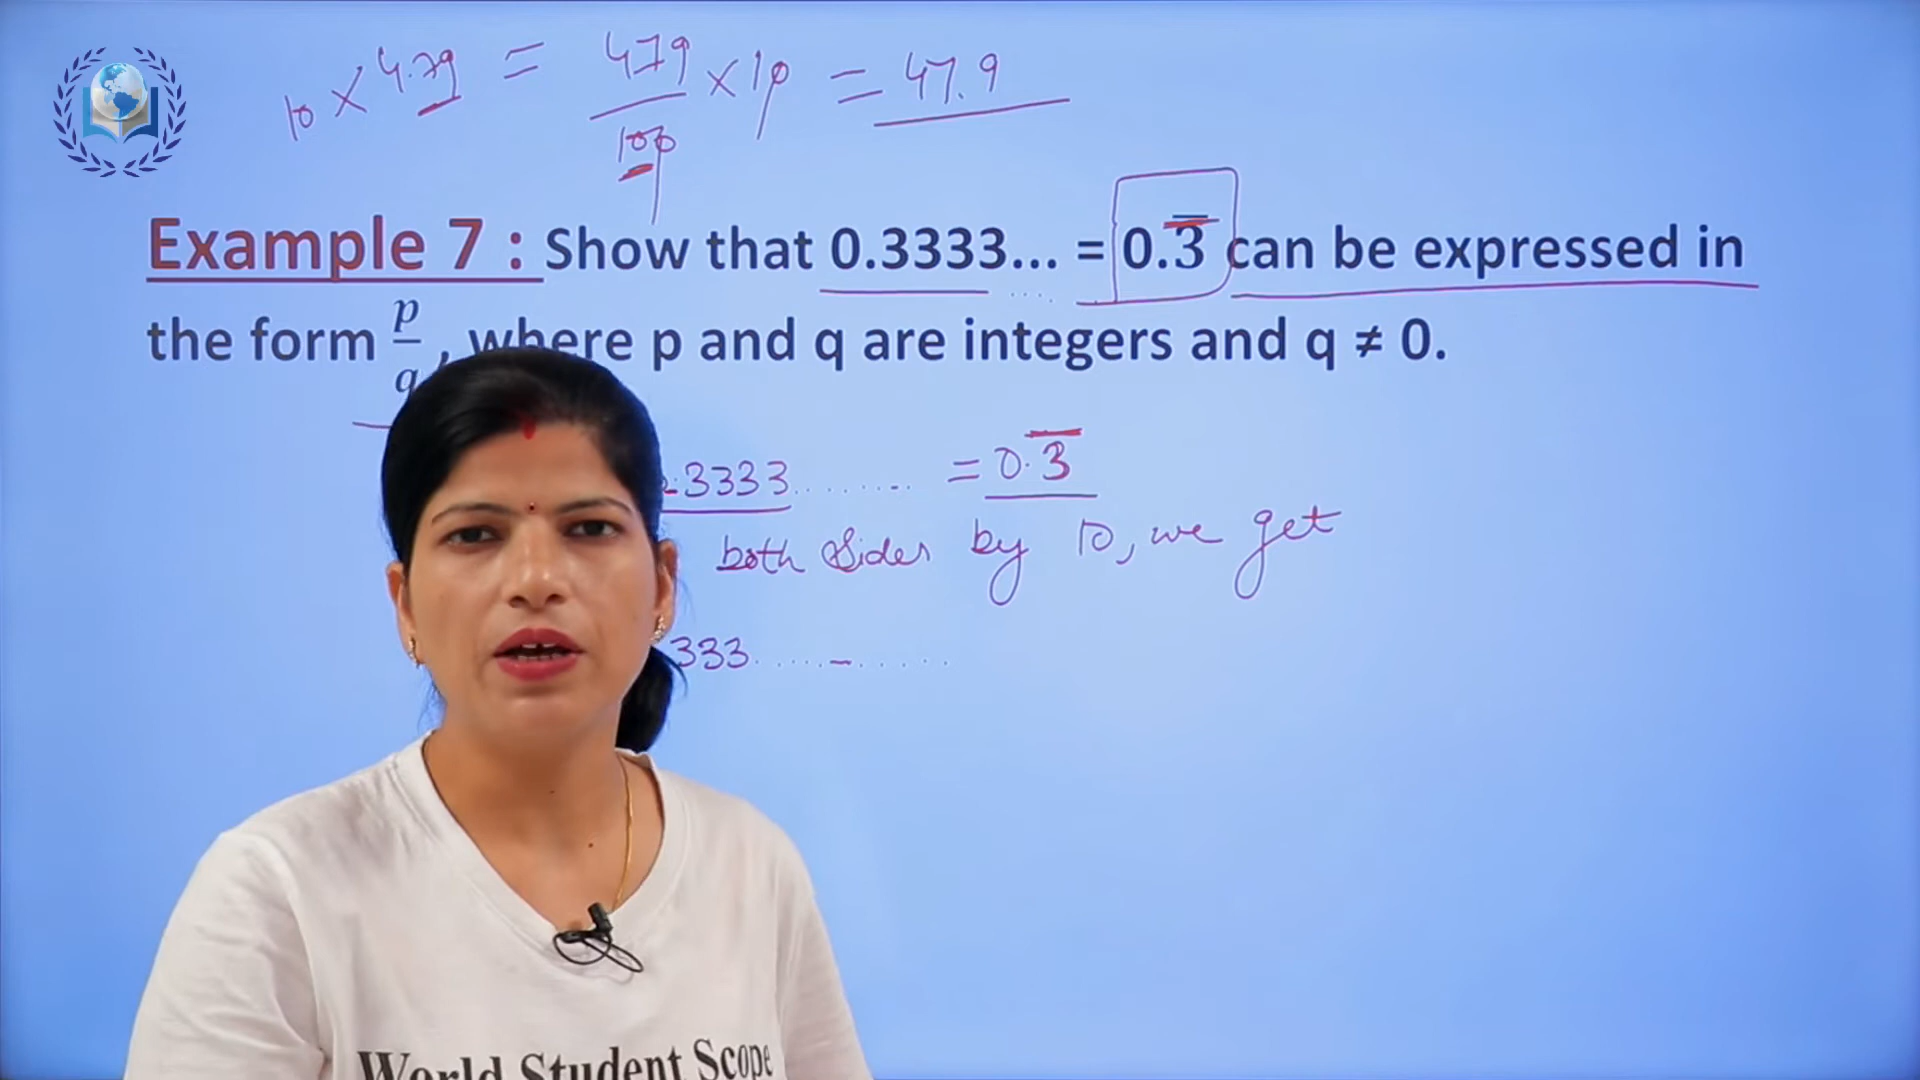 10 × 4.79 = 479/100 × 10 = 47.9
Example 7 : Show that 0.3333... = 0.3̅ can be expressed in
the form p/q , where p and q are integers and q ≠ 0.
.3333......... = 0.3̅
both sides by 10, we get
333...........
World Student Scope